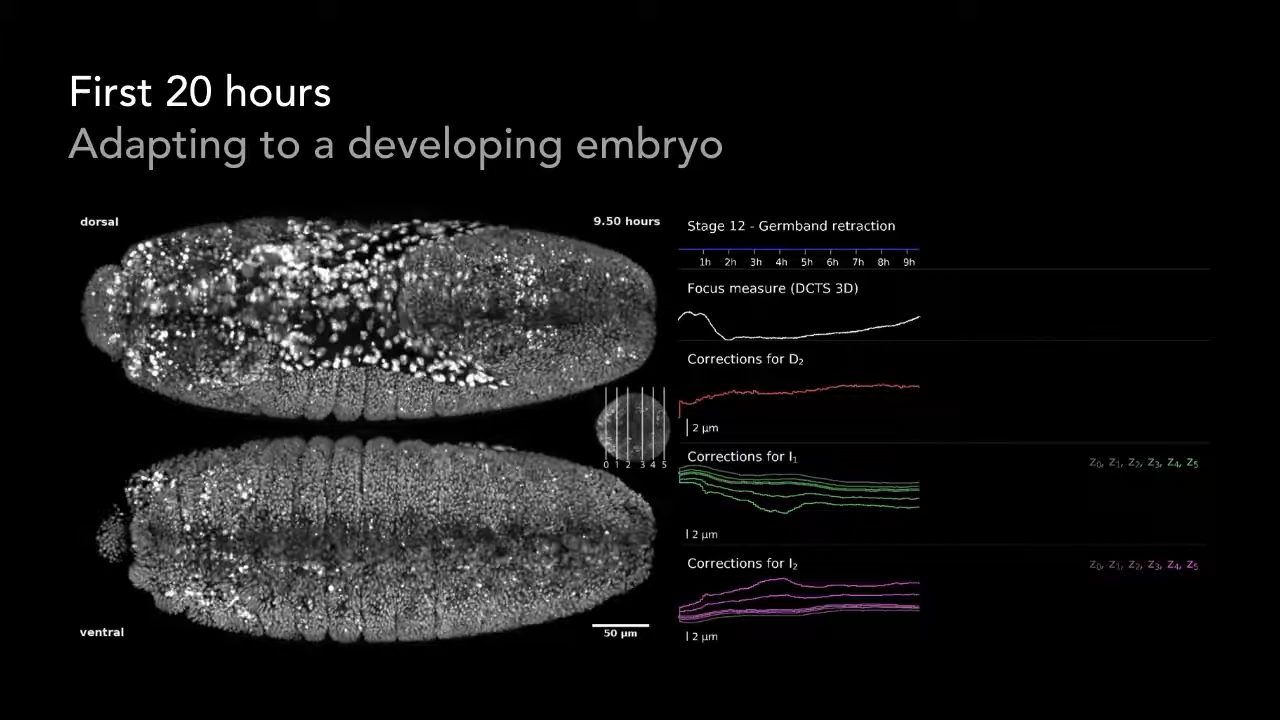 First 20 hours
Adapting to a developing embryo
dorsal
9.50 hours
ventral
50 µm
0 1 2 3 4 5
Stage 12 - Germband retraction
1h 2h 3h 4h 5h 6h 7h 8h 9h
Focus measure (DCTS 3D)
Corrections for D₂
2 µm
Corrections for I₁
z₀, z₁, z₂, z₃, z₄, z₅
2 µm
Corrections for I₂
z₀, z₁, z₂, z₃, z₄, z₅
2 µm